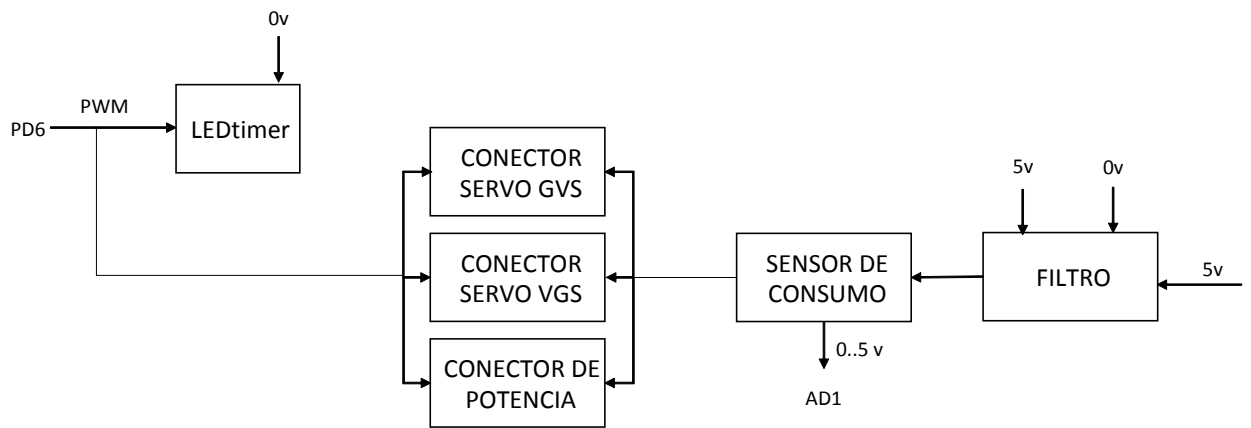 0v
PWM
PD6
LEDtimer
CONECTOR
SERVO GVS
CONECTOR
SERVO VGS
CONECTOR DE
POTENCIA
SENSOR DE
CONSUMO
0..5 v
AD1
5v
0v
FILTRO
5v